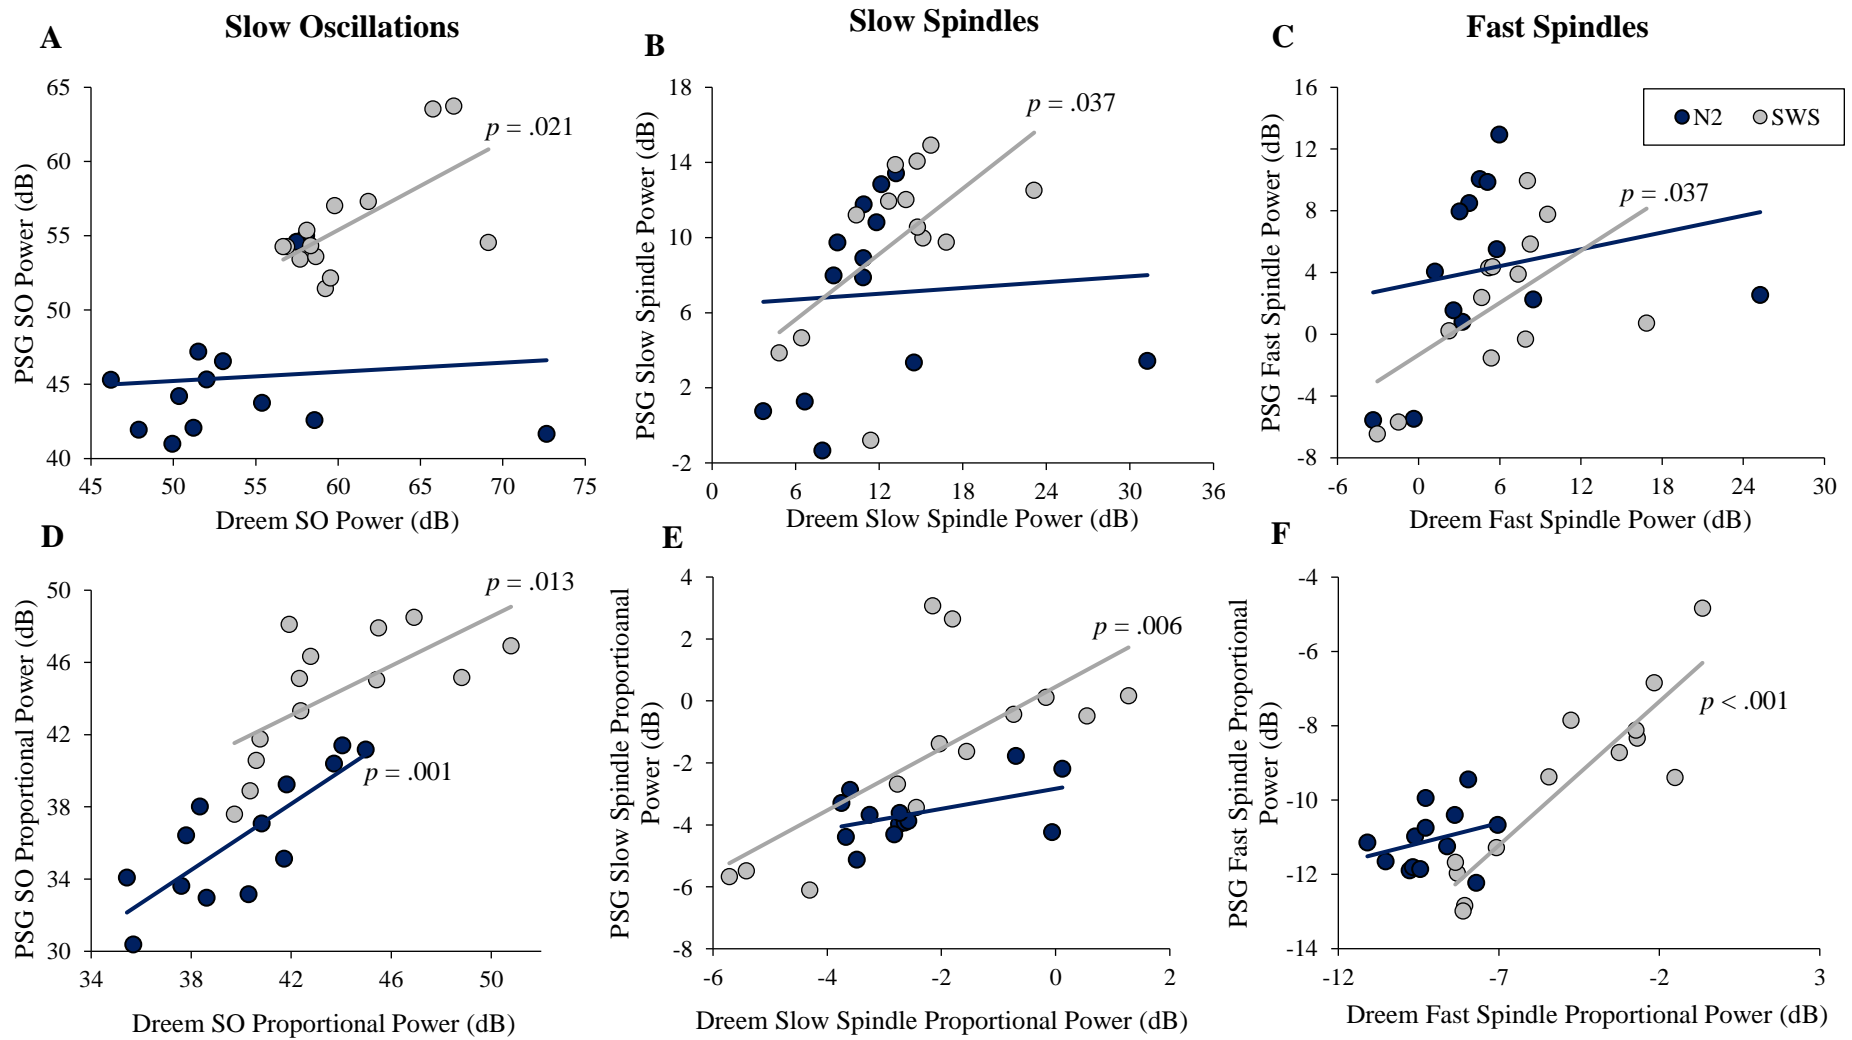 Slow Oscillations
Slow Spindles
Fast Spindles
A
PSG SO Power (dB)
65
60
55
50
45
40
45 50 55 60 65 70 75
Dreem SO Power (dB)
p = .021
B
PSG Slow Spindle Power (dB)
18
14
10
6
2
-2
0 6 12 18 24 30 36
Dreem Slow Spindle Power (dB)
p = .037
C
PSG Fast Spindle Power (dB)
16
12
8
4
0
-4
-8
-6 0 6 12 18 24 30
Dreem Fast Spindle Power (dB)
p = .037
N2 SWS
D
PSG SO Proportional Power (dB)
50
46
42
38
34
30
34 38 42 46 50
Dreem SO Proportional Power (dB)
p = .013
p = .001
E
PSG Slow Spindle Proportioanal
Power (dB)
4
2
0
-2
-4
-6
-8
-6 -4 -2 0 2
Dreem Slow Spindle Proportional Power (dB)
p = .006
F
PSG Fast Spindle Proportional
Power (dB)
-4
-6
-8
-10
-12
-14
-12 -7 -2 3
Dreem Fast Spindle Proportional Power (dB)
p < .001